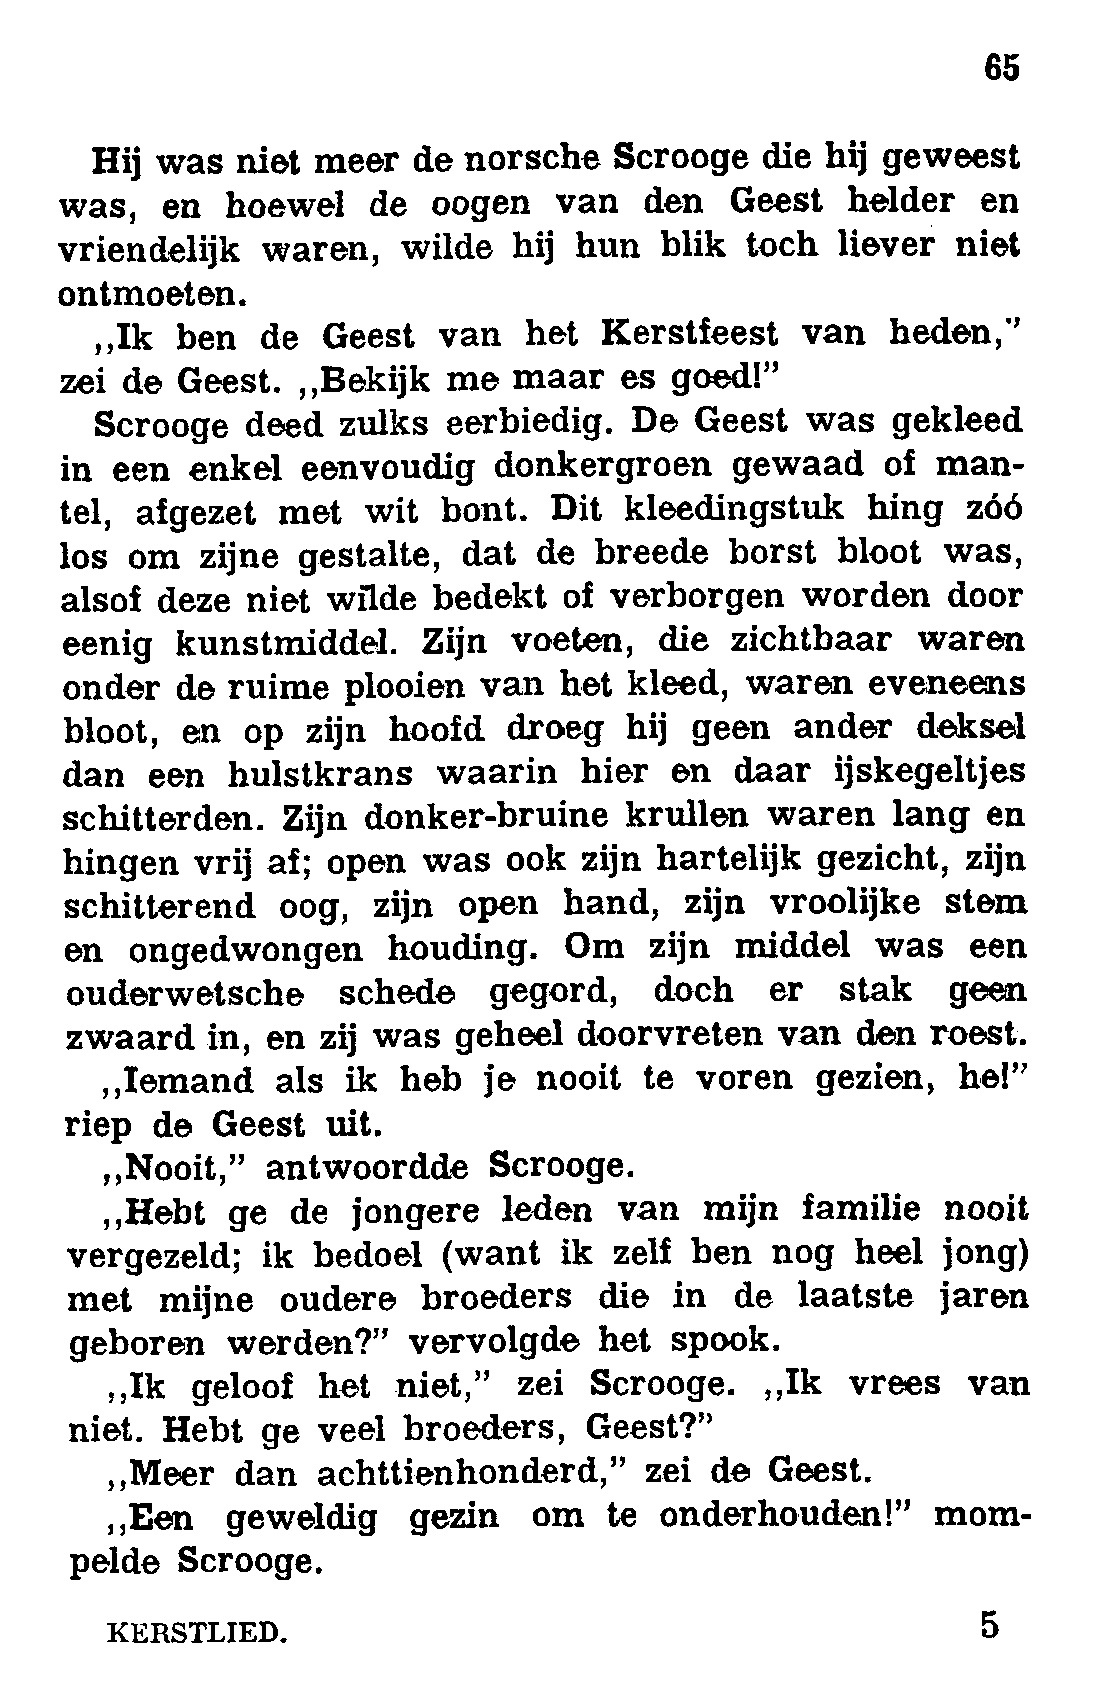 65
Hij was niet meer de norsche Scrooge die hij geweest
was, en hoewel de oogen van den Geest helder en
vriendelijk waren, wilde hij hun blik toch liever niet
ontmoeten.
,,Ik ben de Geest van het Kerstfeest van heden,”
zei de Geest. ,,Bekijk me maar es goed!”
Scrooge deed zulks eerbiedig. De Geest was gekleed
in een enkel eenvoudig donkergroen gewaad of man-
tel, afgezet met wit bont. Dit kleedingstuk hing zóó
los om zijne gestalte, dat de breede borst bloot was,
alsof deze niet wilde bedekt of verborgen worden door
eenig kunstmiddel. Zijn voeten, die zichtbaar waren
onder de ruime plooien van het kleed, waren eveneens
bloot, en op zijn hoofd droeg hij geen ander deksel
dan een hulstkrans waarin hier en daar ijskegeltjes
schitterden. Zijn donker-bruine krullen waren lang en
hingen vrij af; open was ook zijn hartelijk gezicht, zijn
schitterend oog, zijn open hand, zijn vroolijke stem
en ongedwongen houding. Om zijn middel was een
ouderwetsche schede gegord, doch er stak geen
zwaard in, en zij was geheel doorvreten van den roest.
,,Iemand als ik heb je nooit te voren gezien, he!”
riep de Geest uit.
,,Nooit,” antwoordde Scrooge.
,,Hebt ge de jongere leden van mijn familie nooit
vergezeld; ik bedoel (want ik zelf ben nog heel jong)
met mijne oudere broeders die in de laatste jaren
geboren werden?” vervolgde het spook.
,,Ik geloof het niet,” zei Scrooge. ,,Ik vrees van
niet. Hebt ge veel broeders, Geest?”
,,Meer dan achttienhonderd,” zei de Geest.
,,Een geweldig gezin om te onderhouden!” mom-
pelde Scrooge.
KERSTLIED. 5